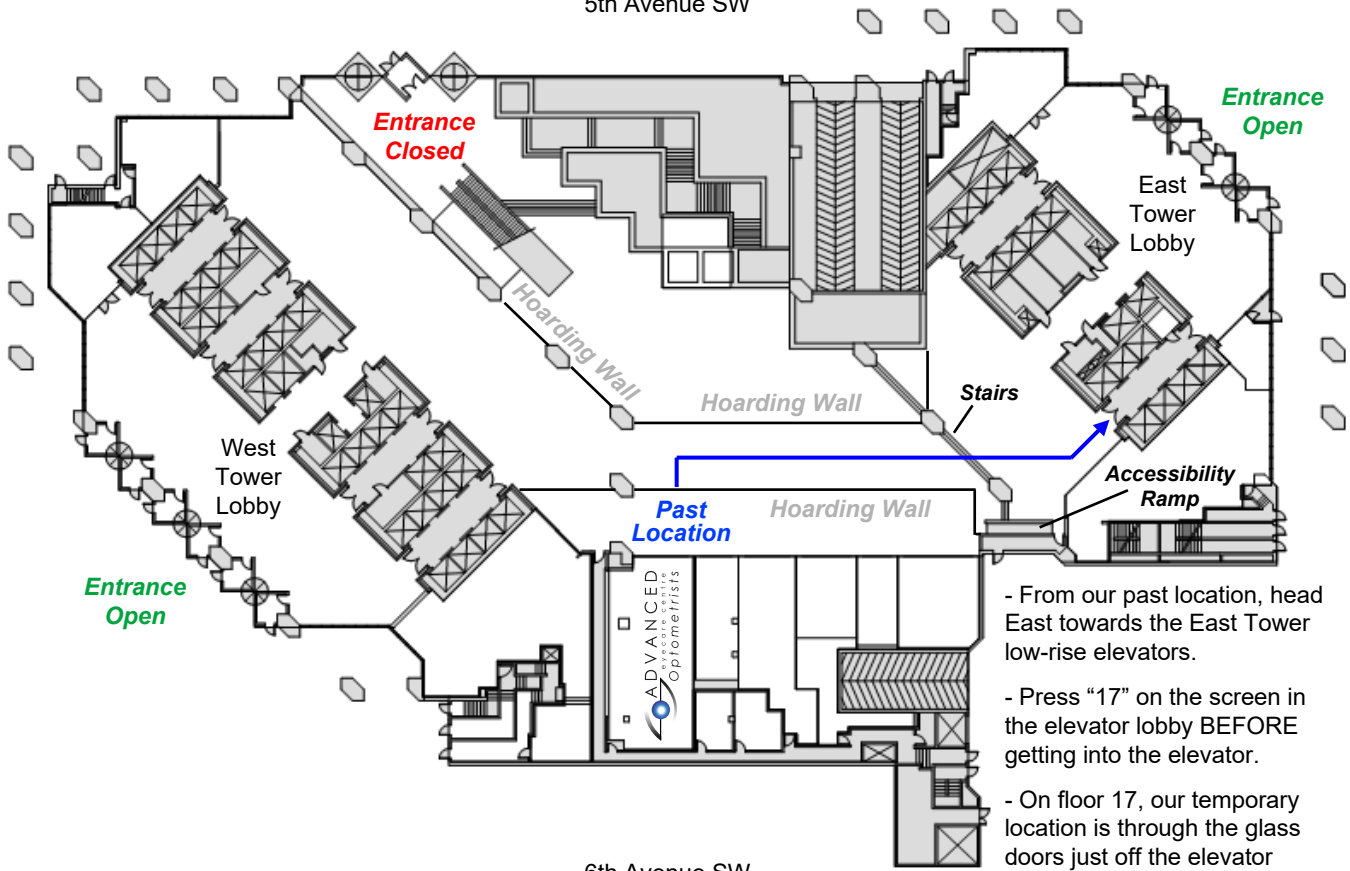 5th Avenue SW
Entrance
Closed
Entrance
Open
East
Tower
Lobby
Hoarding Wall
Hoarding Wall
Stairs
West
Tower
Lobby
Accessibility
Ramp
Past
Location
Hoarding Wall
Entrance
Open
ADVANCED
eyecare centre
Optometrists
- From our past location, head
East towards the East Tower
low-rise elevators.
- Press “17” on the screen in
the elevator lobby BEFORE
getting into the elevator.
- On floor 17, our temporary
location is through the glass
doors just off the elevator
6th Avenue SW